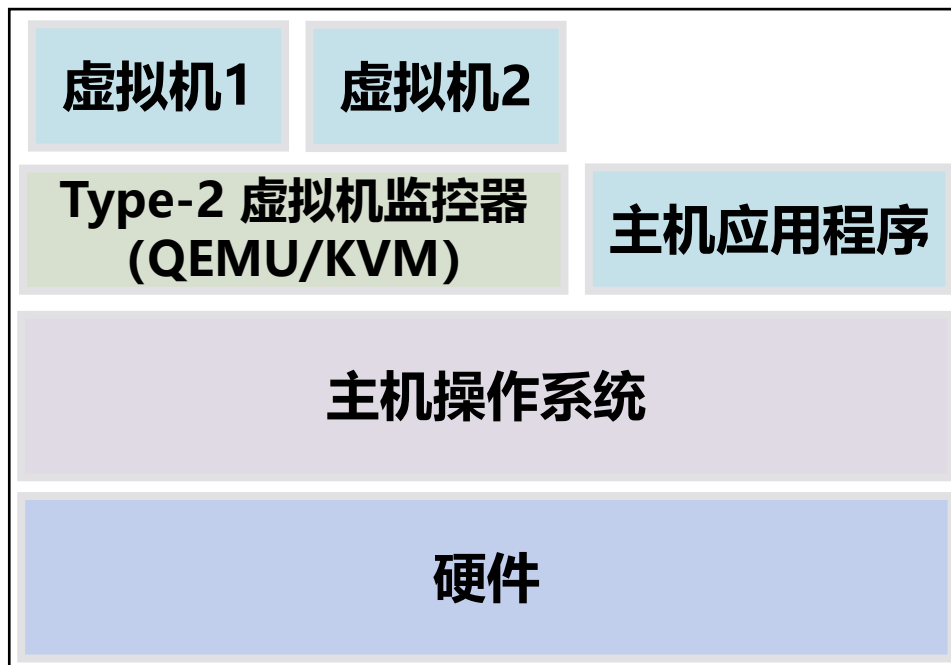 虚拟机1
虚拟机2
Type-2 虚拟机监控器
（QEMU/KVM）
主机应用程序
主机操作系统
硬件